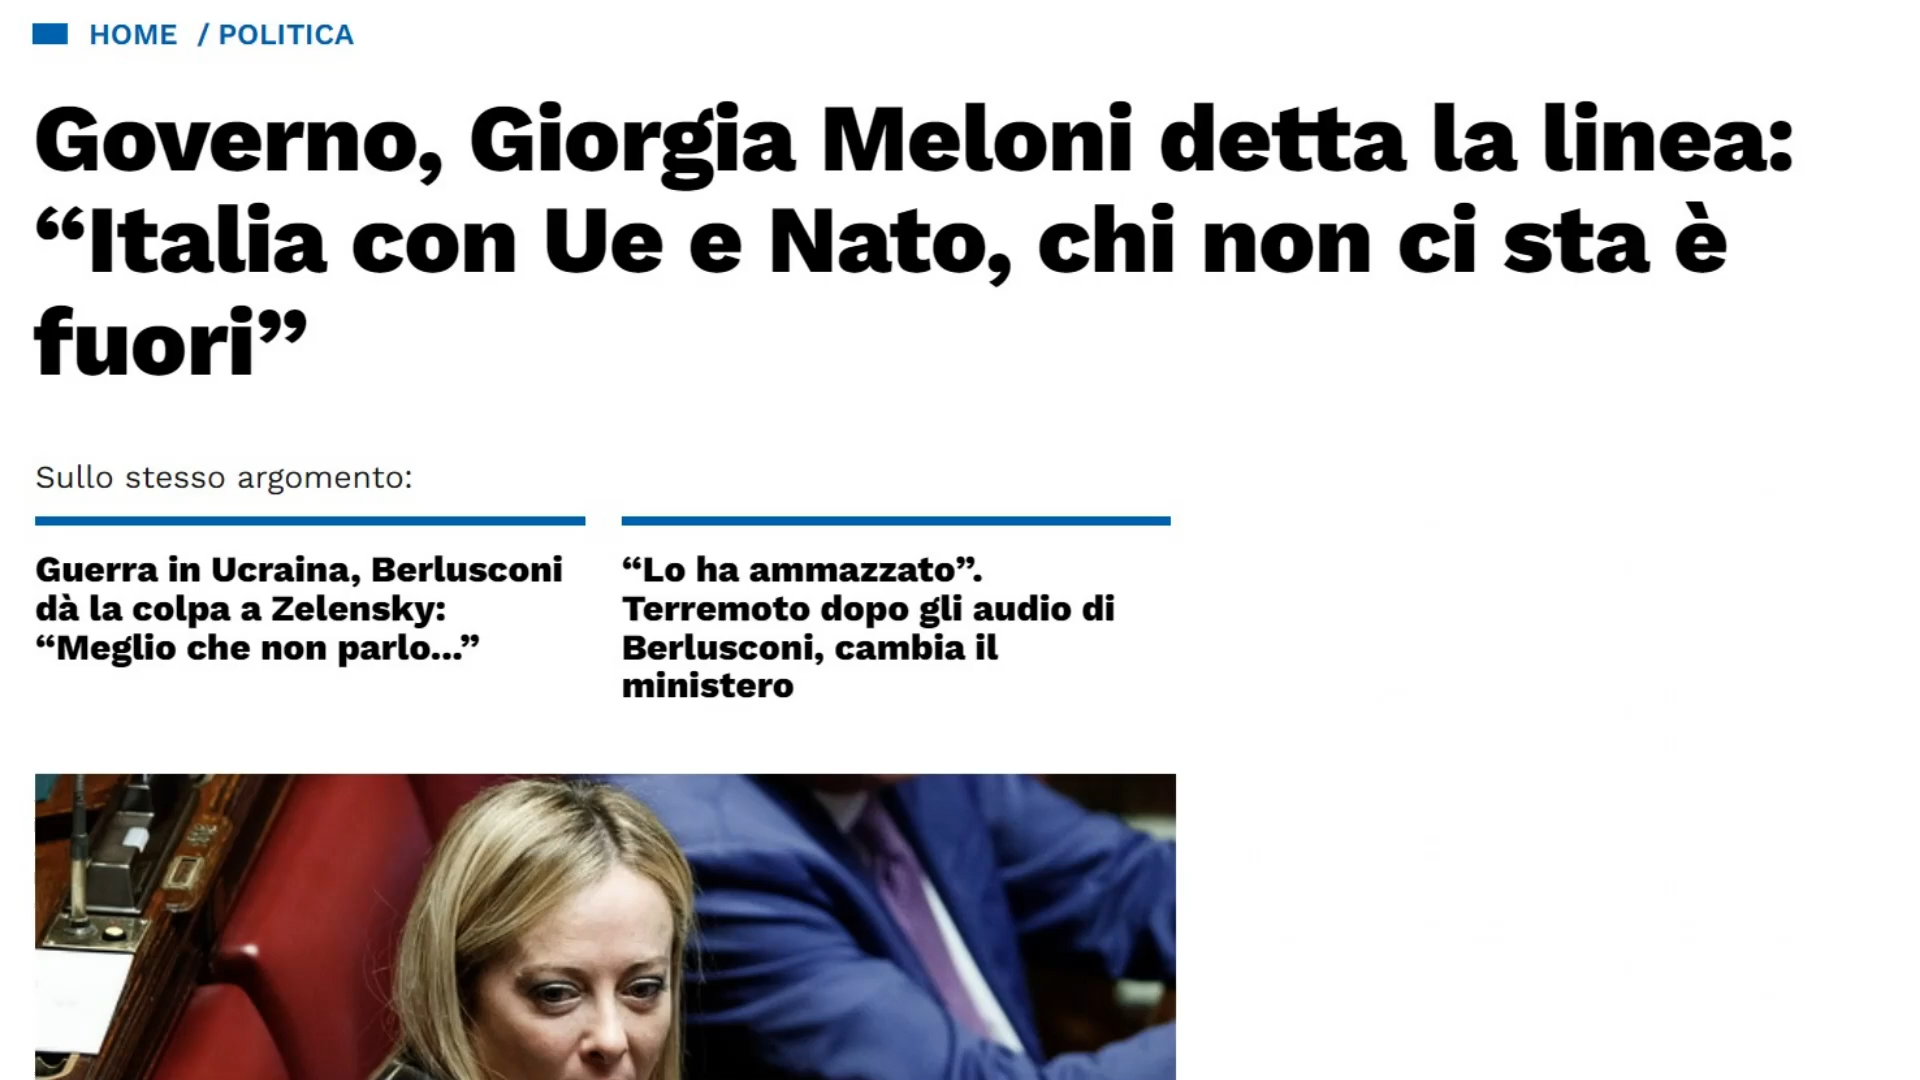 HOME / POLITICA
Governo, Giorgia Meloni detta la linea:
“Italia con Ue e Nato, chi non ci sta è
fuori”
Sullo stesso argomento:
Guerra in Ucraina, Berlusconi
dà la colpa a Zelensky:
“Meglio che non parlo...”
“Lo ha ammazzato”.
Terremoto dopo gli audio di
Berlusconi, cambia il
ministero